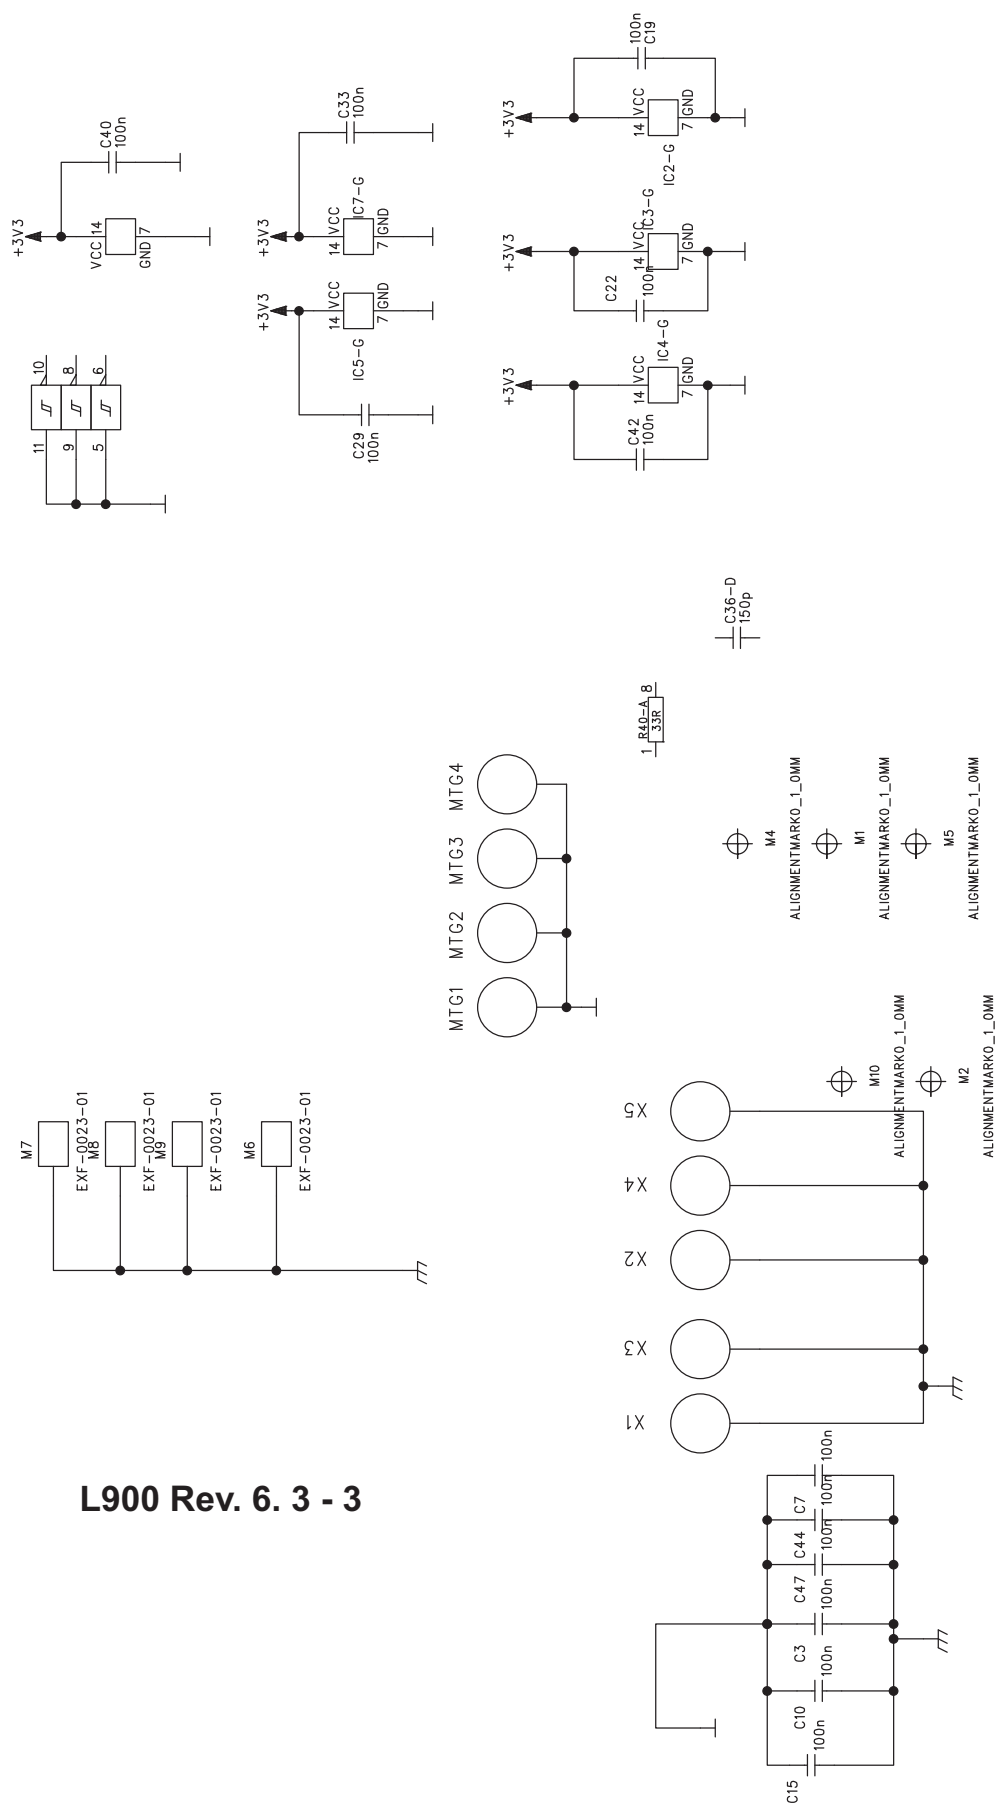 +3V3
VCC 14
GND 7
C40
100n
11
10
9
8
5
6
+3V3
14 VCC
7 GND
IC7-G
C33
100n
+3V3
14 VCC
7 GND
IC5-G
C29
100n
+3V3
14 VCC
7 GND
IC2-G
100n
C19
+3V3
14 VCC
7 GND
IC3-G
C22
100n
+3V3
14 VCC
7 GND
IC4-G
C42
100n
C36-D
150p
1 R40-A 8
33R
MTG4
MTG3
MTG2
MTG1
M4
ALIGNMENTMARKO_1_0MM
M1
ALIGNMENTMARKO_1_0MM
M5
ALIGNMENTMARKO_1_0MM
M10
ALIGNMENTMARKO_1_0MM
M2
ALIGNMENTMARKO_1_0MM
M7
EXF-0023-01
M8
EXF-0023-01
M9
EXF-0023-01
M6
EXF-0023-01
X5
X4
X2
X3
X1
L900 Rev. 6. 3 - 3
100n
C7
100n
C44
100n
C47
100n
C3
100n
C10
100n
C15